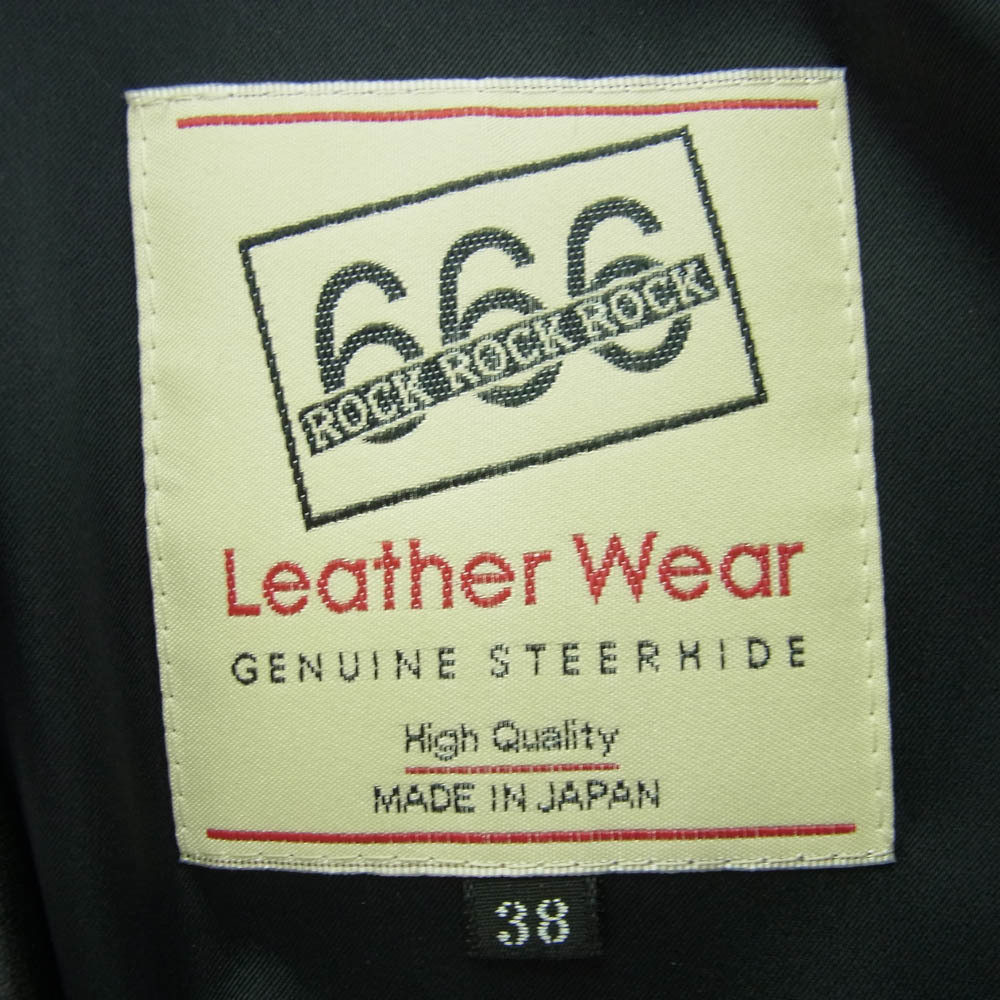 666
ROCK ROCK ROCK
Leather Wear
GENUINE STEERHIDE
High Quality
MADE IN JAPAN
38